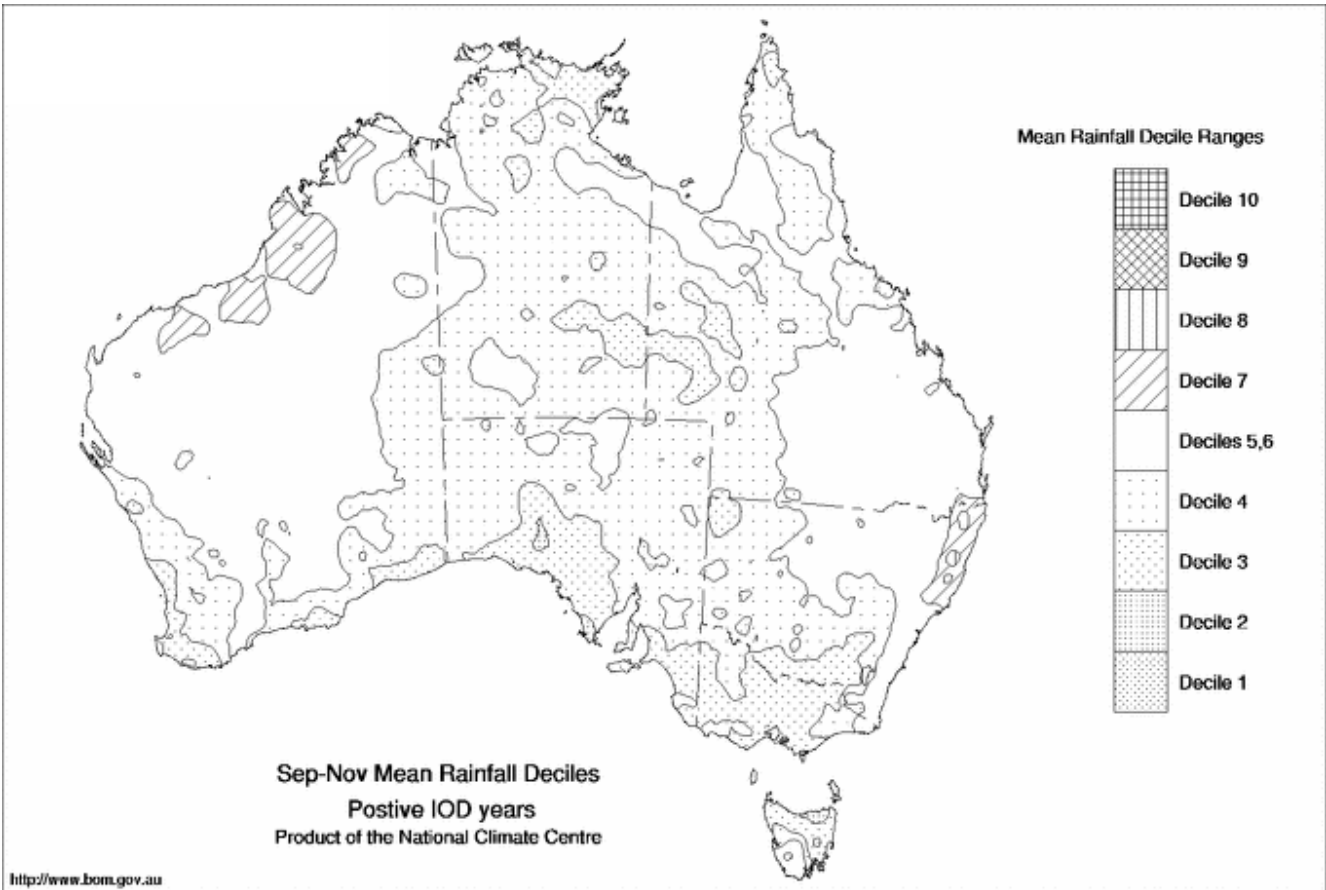 Mean Rainfall Decile Ranges
Decile 10
Decile 9
Decile 8
Decile 7
Deciles 5,6
Decile 4
Decile 3
Decile 2
Decile 1
Sep-Nov Mean Rainfall Deciles
Postive IOD years
Product of the National Climate Centre
http://www.bom.gov.au